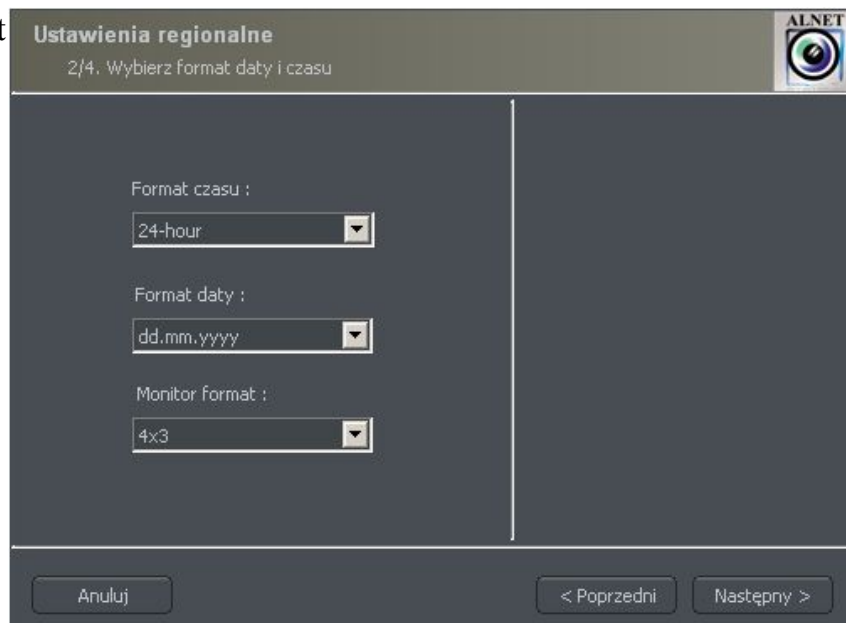 t
Ustawienia regionalne
ALNET
2/4. Wybierz format daty i czasu
Format czasu :
24-hour
Format daty :
dd.mm.yyyy
Monitor format :
4x3
Anuluj
< Poprzedni
Następny >